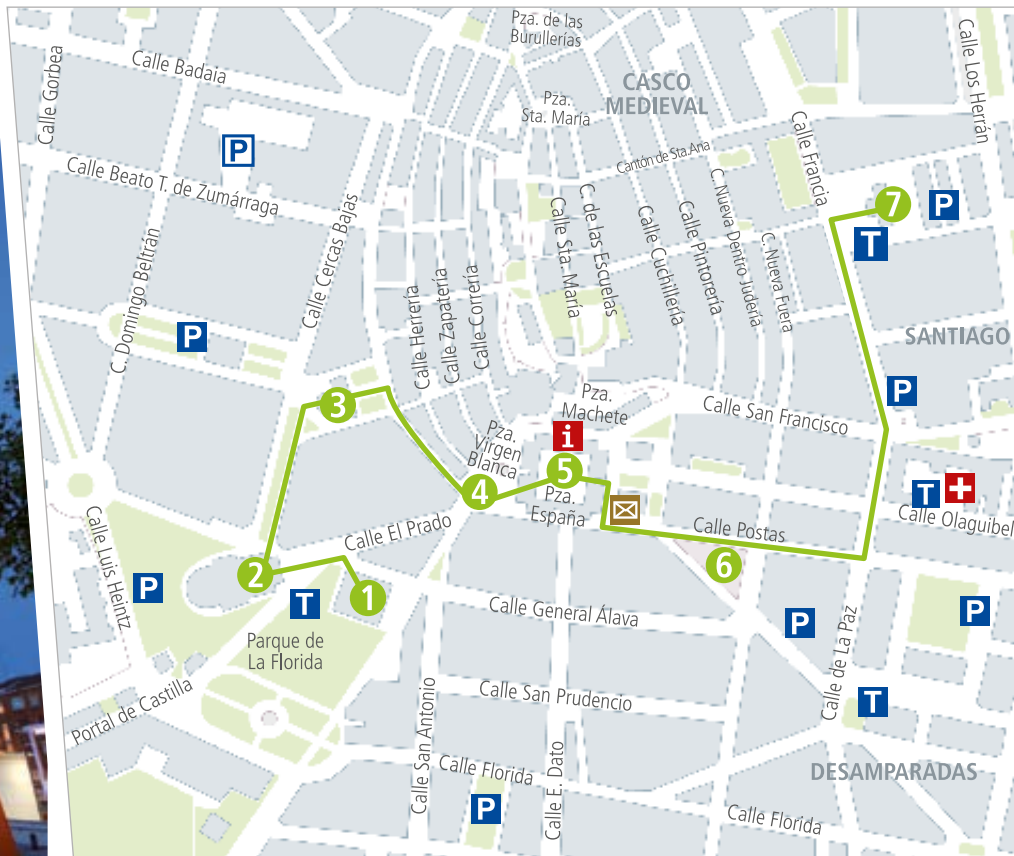 Pza. de las
Burullerías
Calle Gorbea
Calle Badaia
CASCO
MEDIEVAL
Calle Los Herrán
Pza.
Sta. María
Calle Francia
P
Cantón de Sta.Ana
Calle Beato T. de Zumárraga
C. Nueva Dentro Judería
7
P
Calle Cercas Bajas
C. de las Escuelas
Calle Sta. María
Calle Cuchillería
Calle Pintorería
C. Nueva Fuera
T
C. Domingo Beltrán
P
Calle Herrería
Calle Zapatería
Calle Correría
SANTIAGO
3
Pza.
Machete
Calle San Francisco
P
Pza.
Virgen
Blanca
i
5
4
Pza.
España
T
Calle Olaguibel
Calle Luis Heintz
Calle El Prado
Calle Postas
6
2
1
P
T
Calle General Álava
P
P
Parque de
La Florida
Calle de La Paz
Portal de Castilla
Calle San Antonio
Calle San Prudencio
T
Calle E. Dato
Calle Florida
DESAMPARADAS
P
Calle Florida